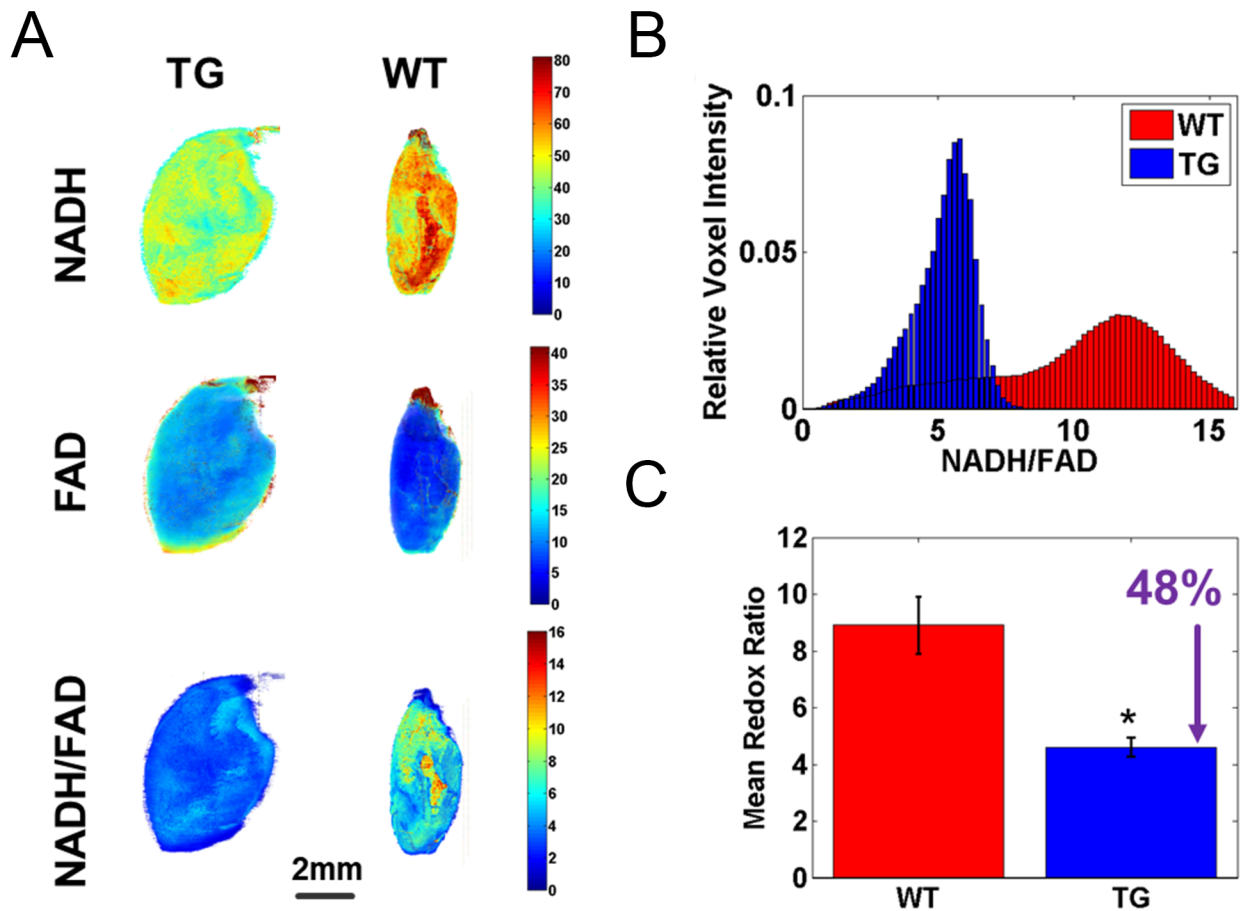 A
TG
WT
NADH
80
70
60
50
40
30
20
10
0
FAD
40
35
30
25
20
15
10
5
0
NADH/FAD
16
14
12
10
8
6
4
2
0
2mm
B
Relative Voxel Intensity
0.1
0.05
0
WT
TG
0
5
10
15
NADH/FAD
C
Mean Redox Ratio
12
10
8
6
4
2
0
48%
*
WT
TG